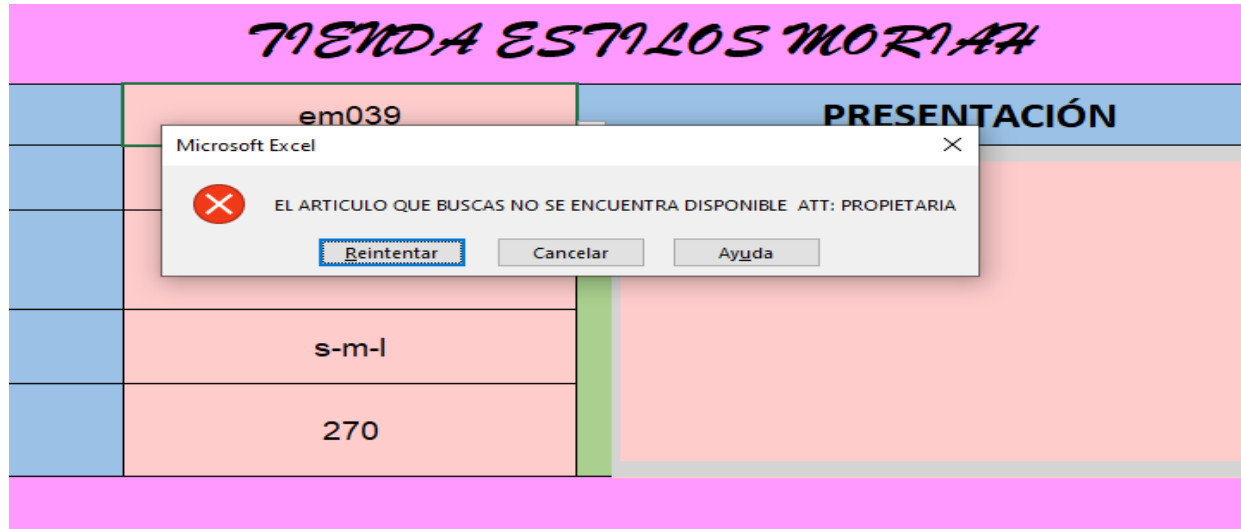 TIENDA ESTILOS MORIAH
em039
PRESENTACIÓN
Microsoft Excel
EL ARTICULO QUE BUSCAS NO SE ENCUENTRA DISPONIBLE ATT: PROPIETARIA
Reintentar Cancelar Ayuda
s-m-l
270